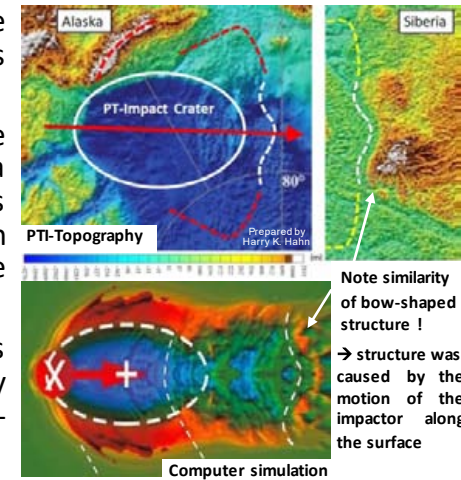 Alaska
Siberia
PT-Impact Crater
80°
PTI-Topography
Prepared by
Harry K. Hahn
Note similarity
of bow-shaped
structure !
→ structure was
caused by the
motion of the
impactor along
the surface
X
+
Computer simulation